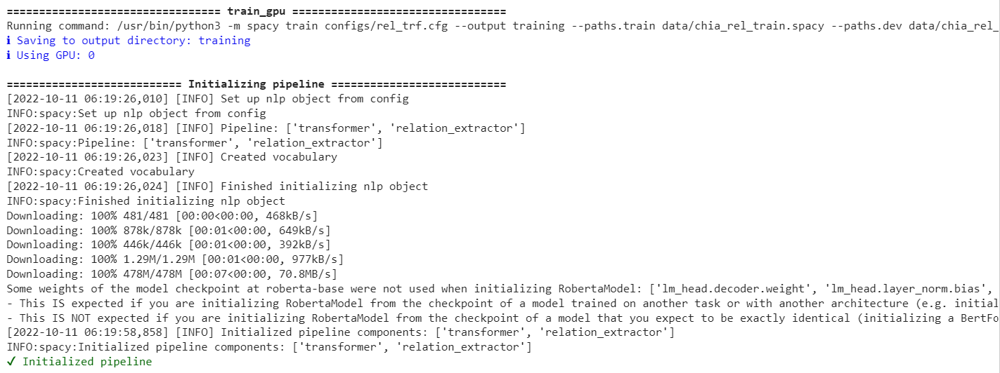 ================================= train_gpu =================================
Running command: /usr/bin/python3 -m spacy train configs/rel_trf.cfg --output training --paths.train data/chia_rel_train.spacy --paths.dev data/chia_rel_
ℹ Saving to output directory: training
ℹ Using GPU: 0
=========================== Initializing pipeline ===========================
[2022-10-11 06:19:26,010] [INFO] Set up nlp object from config
INFO:spacy:Set up nlp object from config
[2022-10-11 06:19:26,018] [INFO] Pipeline: ['transformer', 'relation_extractor']
INFO:spacy:Pipeline: ['transformer', 'relation_extractor']
[2022-10-11 06:19:26,023] [INFO] Created vocabulary
INFO:spacy:Created vocabulary
[2022-10-11 06:19:26,024] [INFO] Finished initializing nlp object
INFO:spacy:Finished initializing nlp object
Downloading: 100% 481/481 [00:00<00:00, 468kB/s]
Downloading: 100% 878k/878k [00:01<00:00, 649kB/s]
Downloading: 100% 446k/446k [00:01<00:00, 392kB/s]
Downloading: 100% 1.29M/1.29M [00:01<00:00, 977kB/s]
Downloading: 100% 478M/478M [00:07<00:00, 70.8MB/s]
Some weights of the model checkpoint at roberta-base were not used when initializing RobertaModel: ['lm_head.decoder.weight', 'lm_head.layer_norm.bias',
- This IS expected if you are initializing RobertaModel from the checkpoint of a model trained on another task or with another architecture (e.g. initial
- This IS NOT expected if you are initializing RobertaModel from the checkpoint of a model that you expect to be exactly identical (initializing a BertFo
[2022-10-11 06:19:58,858] [INFO] Initialized pipeline components: ['transformer', 'relation_extractor']
INFO:spacy:Initialized pipeline components: ['transformer', 'relation_extractor']
✔ Initialized pipeline